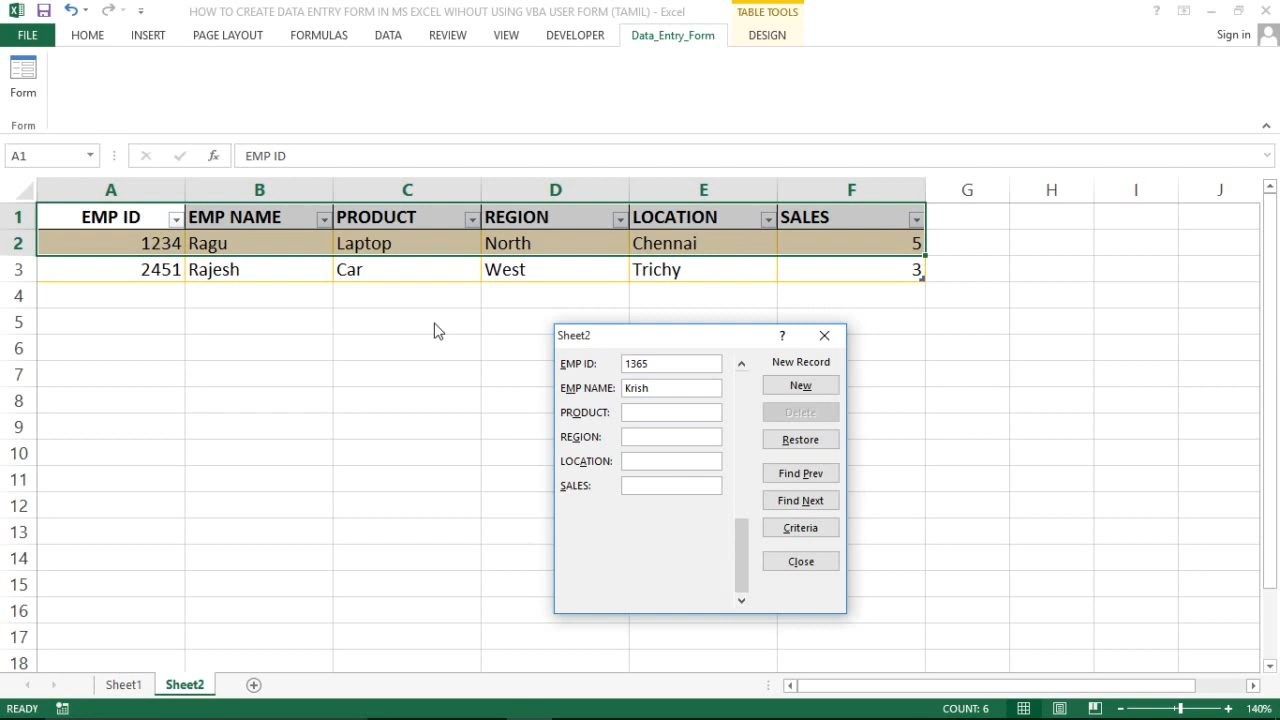 HOW TO CREATE DATA ENTRY FORM IN MS EXCEL WIHOUT USING VBA USER FORM (TAMIL) - Excel
TABLE TOOLS
?
FILE HOME INSERT PAGE LAYOUT FORMULAS DATA REVIEW VIEW DEVELOPER Data_Entry_Form DESIGN Sign in
Form
Form
A1 fx EMP ID
A B C D E F G H I J
1 EMP ID EMP NAME PRODUCT REGION LOCATION SALES
2 1234 Ragu Laptop North Chennai 5
3 2451 Rajesh Car West Trichy 3
4
5
6
7
8
9
10
11
12
13
14
15
16
17
18
Sheet2 ?
EMP ID: 1365 New Record
New
EMP NAME: Krish
PRODUCT: Delete
REGION: Restore
LOCATION: Find Prev
SALES: Find Next
Criteria
Close
Sheet1 Sheet2
READY COUNT: 6 140%